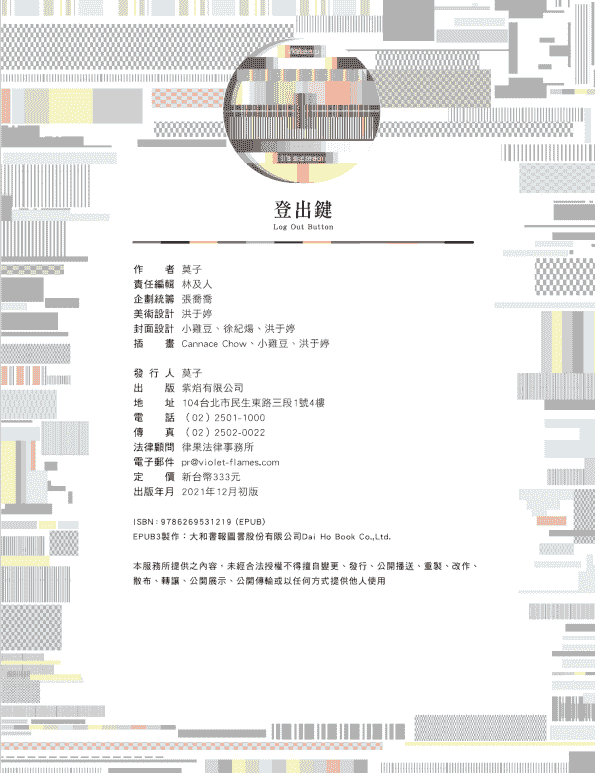 登出鍵
Log Out Button
作者 莫子
責任編輯 林及人
企劃統籌 張喬喬
美術設計 洪于婷
封面設計 小雞豆、徐紀煬、洪于婷
插畫 Cannace Chow、小雞豆、洪于婷
發行人 莫子
出版 紫焰有限公司
地址 104台北市民生東路三段1號4樓
電話 （02）2501-1000
傳真 （02）2502-0022
法律顧問 律果法律事務所
電子郵件 pr@violet-flames.com
定價 新台幣333元
出版年月 2021年12月初版
ISBN：9786269531219 (EPUB)
EPUB3製作：大和書報圖書股份有限公司Dai Ho Book Co.,Ltd.
本服務所提供之內容，未經合法授權不得擅自變更、發行、公開播送、重製、改作、
散布、轉讓、公開展示、公開傳輸或以任何方式提供他人使用